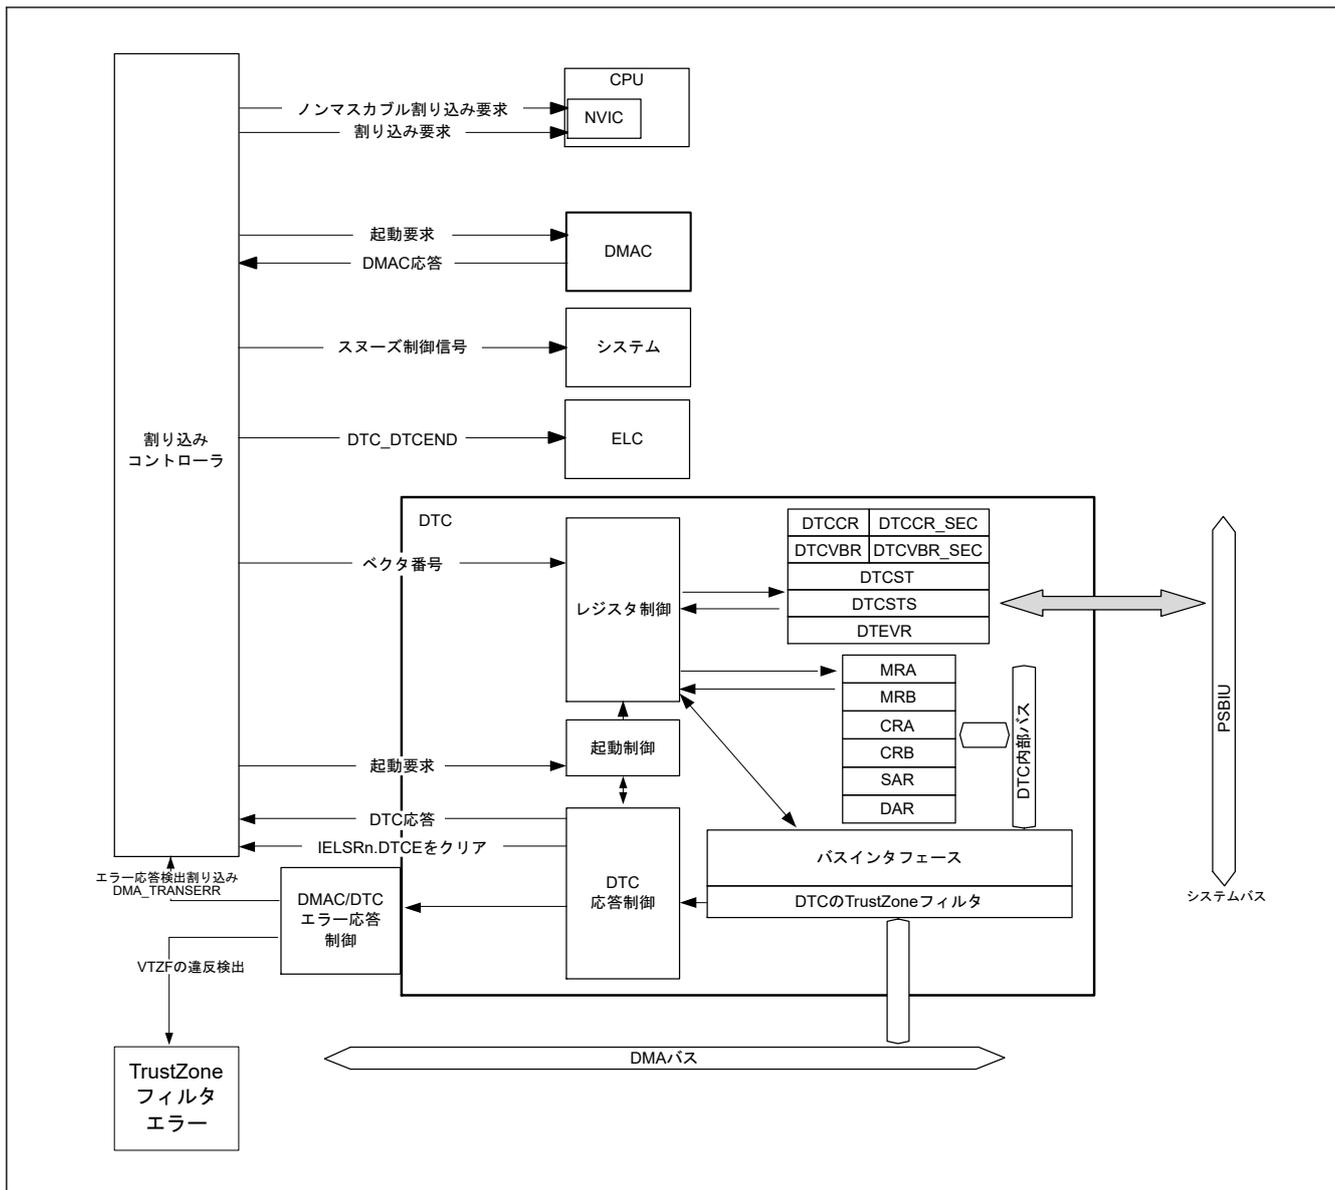 CPU
NVIC
ノンマスカブル割り込み要求
割り込み要求
起動要求
DMAC応答
DMAC
スヌーズ制御信号
システム
割り込み
コントローラ
DTC_DTCEND
ELC
DTC
ベクタ番号
レジスタ制御
DTCCR
DTCCR_SEC
DTCVBR
DTCVBR_SEC
DTCST
DTCSTS
DTEVR
MRA
MRB
CRA
CRB
SAR
DAR
DTC内部バス
PSBIU
システムバス
起動制御
起動要求
DTC応答
IELSRn.DTCEをクリア
DTC
応答制御
バスインタフェース
DTCのTrustZoneフィルタ
エラー応答検出割り込み
DMA_TRANSERR
DMAC/DTC
エラー応答
制御
VTZFの違反検出
TrustZone
フィルタ
エラー
DMAバス